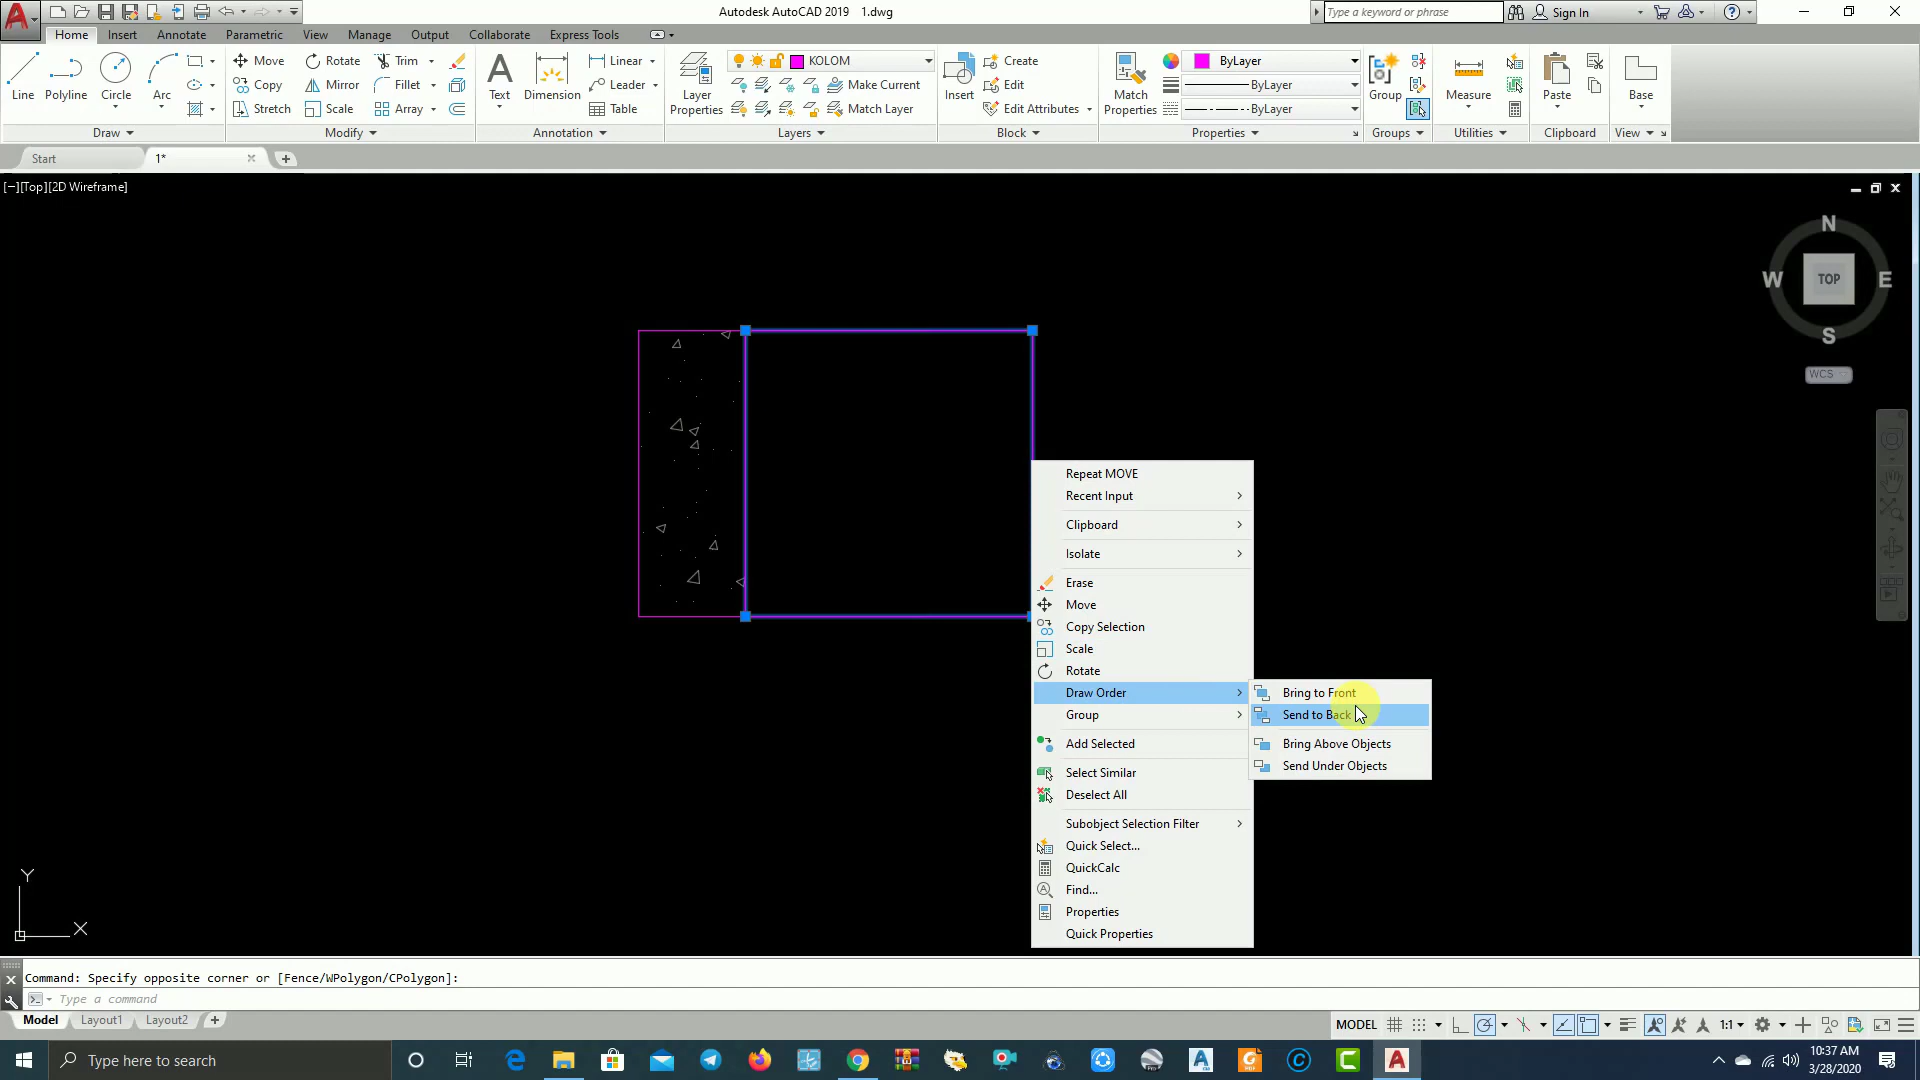 Autodesk AutoCAD 2019 1.dwg
Type a keyword or phrase
Sign In
Home Insert Annotate Parametric View Manage Output Collaborate Express Tools
Line Polyline Circle Arc
Move Rotate Trim
Copy Mirror Fillet
Stretch Scale Array
Text Dimension
Linear
Leader
Table
Layer
Properties
KOLOM
Make Current
Match Layer
Insert
Create
Edit
Edit Attributes
Match
Properties
ByLayer
ByLayer
ByLayer
Group
Measure
Paste
Base
Draw Modify Annotation Layers Block Properties Groups Utilities Clipboard View
Start 1*
[−][Top][2D Wireframe]
N
W TOP E
S
WCS
Repeat MOVE
Recent Input
Clipboard
Isolate
Erase
Move
Copy Selection
Scale
Rotate
Draw Order
Group
Add Selected
Select Similar
Deselect All
Subobject Selection Filter
Quick Select...
QuickCalc
Find...
Properties
Quick Properties
Bring to Front
Send to Back
Bring Above Objects
Send Under Objects
Y
X
Command: Specify opposite corner or [Fence/WPolygon/CPolygon]:
Type a command
Model Layout1 Layout2
MODEL 1:1
Type here to search
10:37 AM
3/28/2020